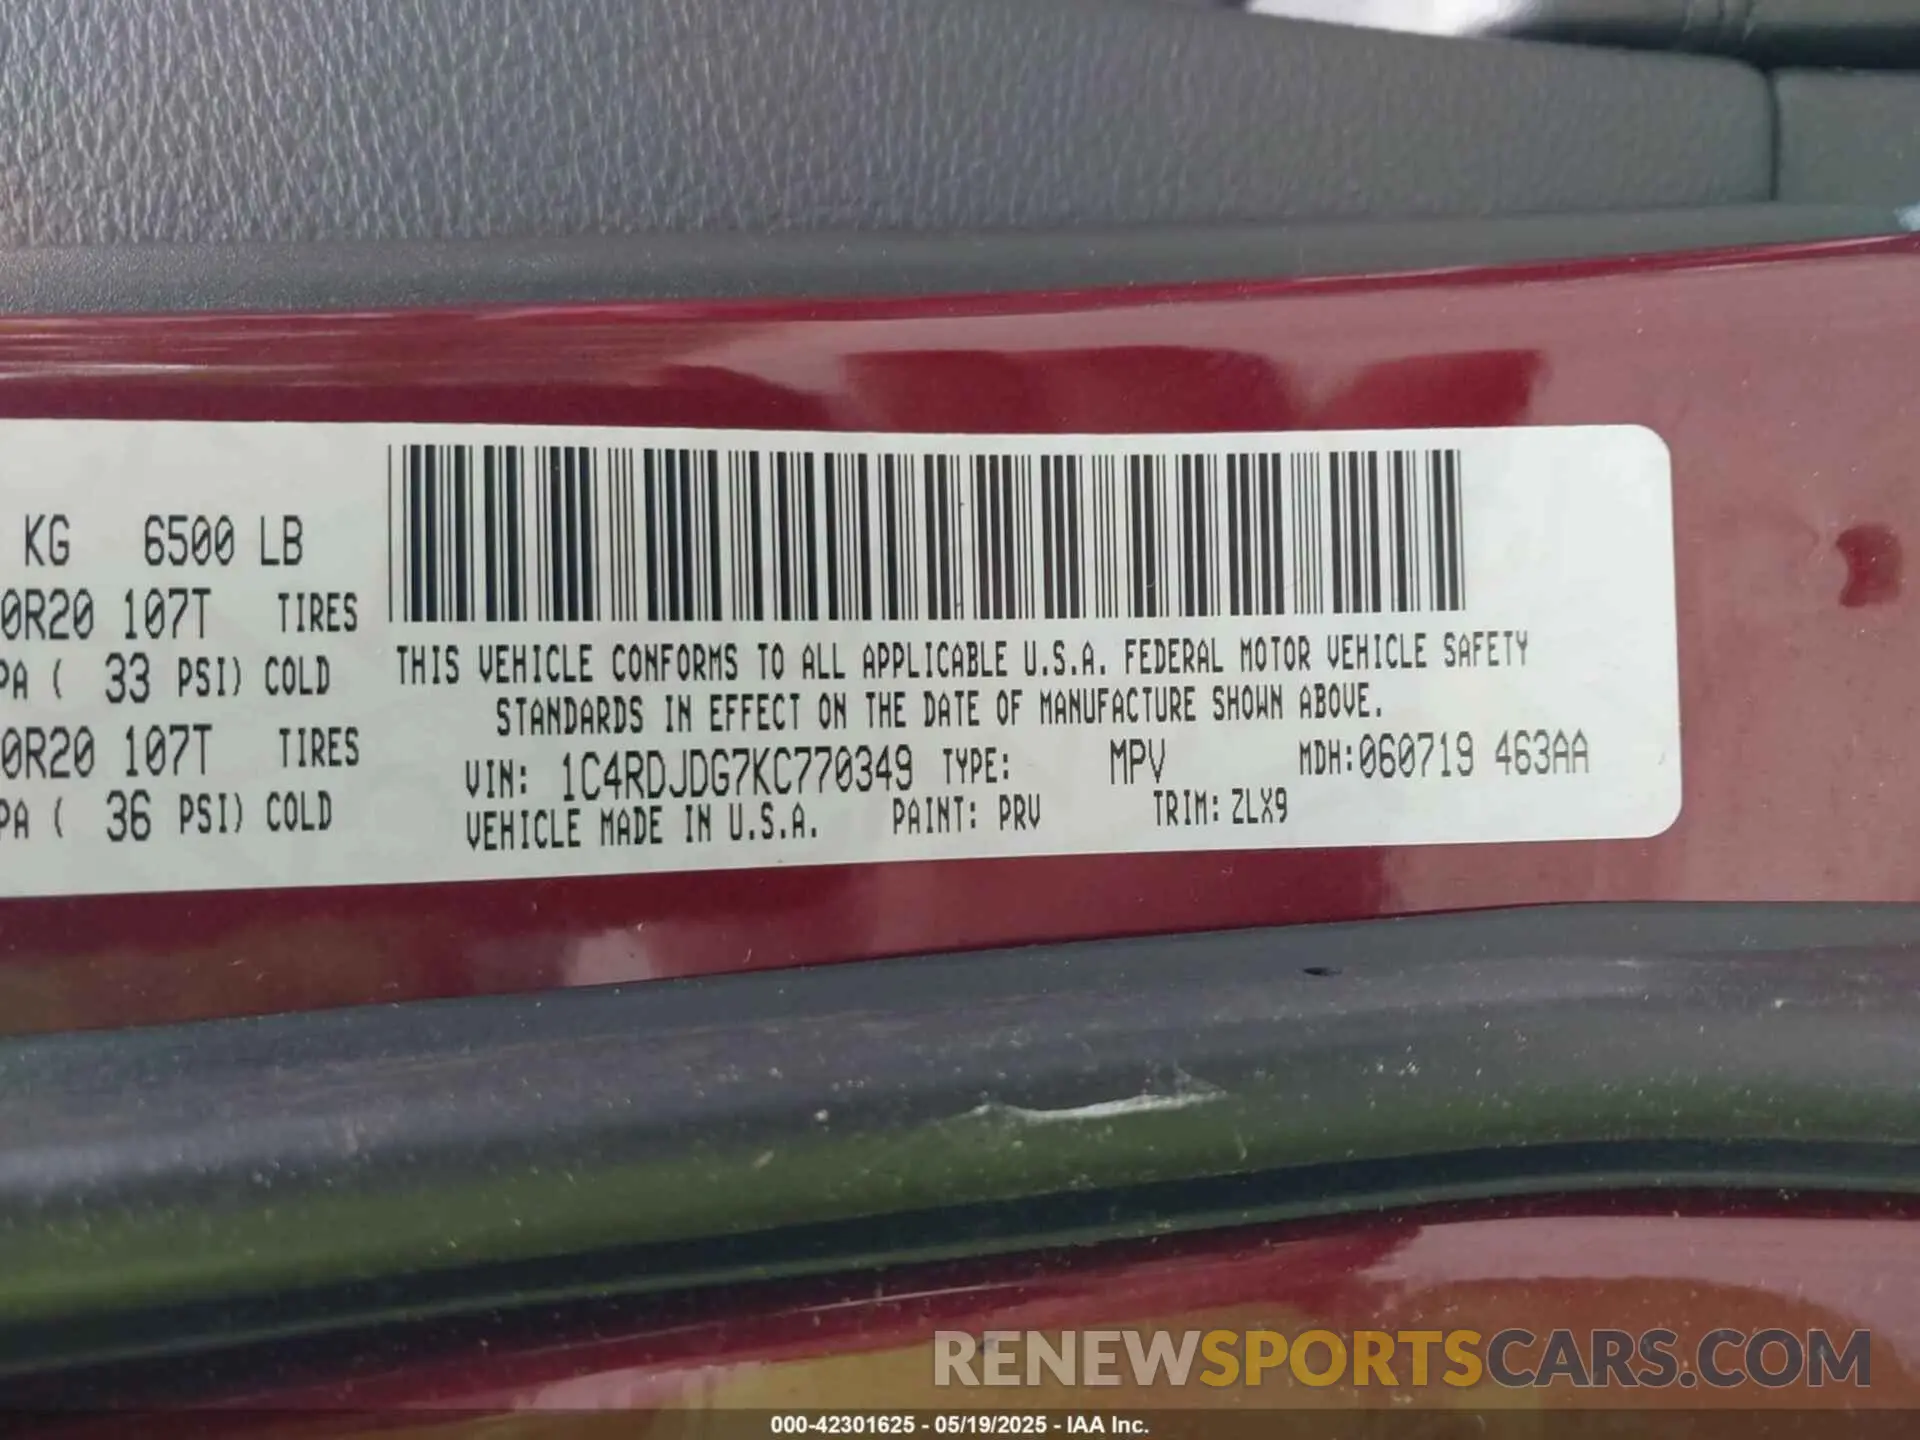 KG 6500 LB
0R20 107T TIRES
PA ( 33 PSI) COLD
0R20 107T TIRES
PA ( 36 PSI) COLD
THIS VEHICLE CONFORMS TO ALL APPLICABLE U.S.A. FEDERAL MOTOR VEHICLE SAFETY
STANDARDS IN EFFECT ON THE DATE OF MANUFACTURE SHOWN ABOVE.
VIN: 1C4RDJDG7KC770349 TYPE: MPV MDH:060719 463AA
VEHICLE MADE IN U.S.A. PAINT: PRV TRIM: ZLX9
RENEWSPORTSCARS.COM
000-42301625 - 05/19/2025 - IAA Inc.